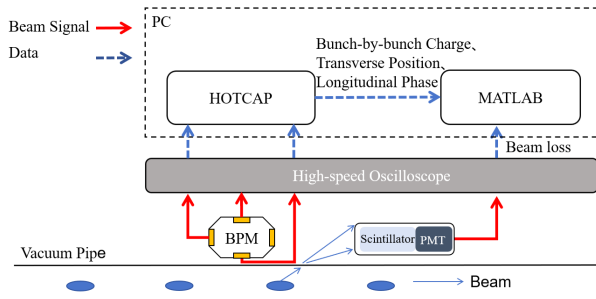 Beam Signal
Data
PC
Bunch-by-bunch Charge、
Transverse Position、
Longitudinal Phase
HOTCAP
MATLAB
Beam loss
High-speed Oscilloscope
BPM
Scintillator
PMT
Vacuum Pipe
Beam